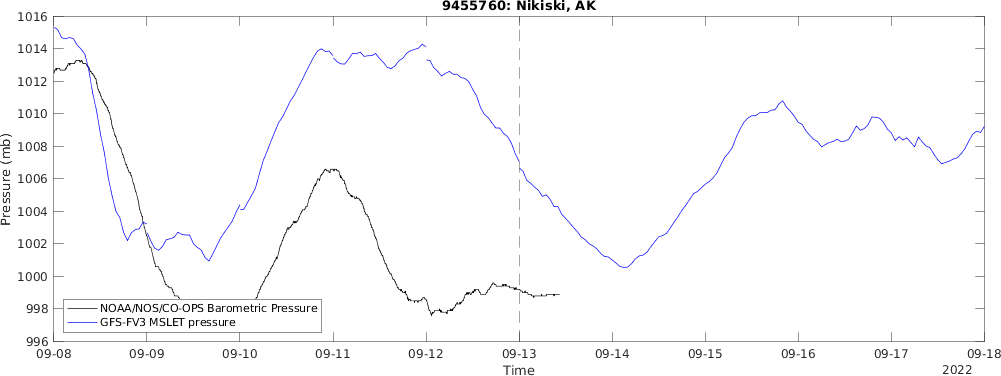 9455760: Nikiski, AK
1016
1014
1012
1010
1008
1006
1004
1002
1000
998
996
Pressure (mb)
NOAA/NOS/CO-OPS Barometric Pressure
GFS-FV3 MSLET pressure
09-08 09-09 09-10 09-11 09-12 09-13 09-14 09-15 09-16 09-17 09-18
Time
2022